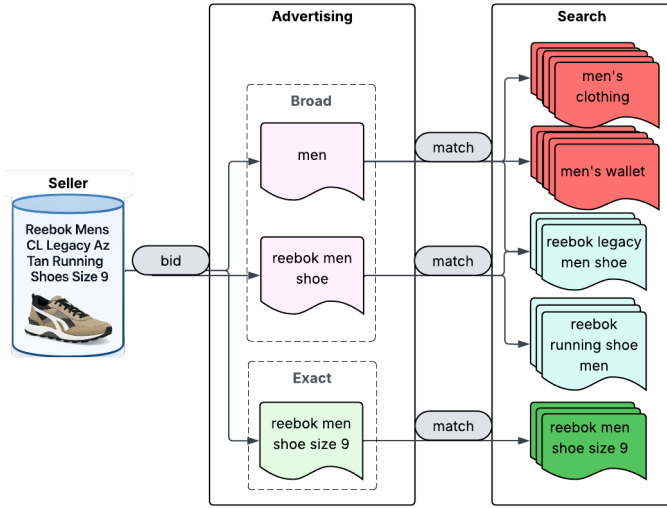 Advertising
Search
Broad
men's
clothing
men
match
men's wallet
Seller
Reebok Mens
CL Legacy Az
Tan Running
Shoes Size 9
bid
reebok men
shoe
match
reebok legacy
men shoe
reebok
running shoe
men
Exact
reebok men
shoe size 9
match
reebok men
shoe size 9